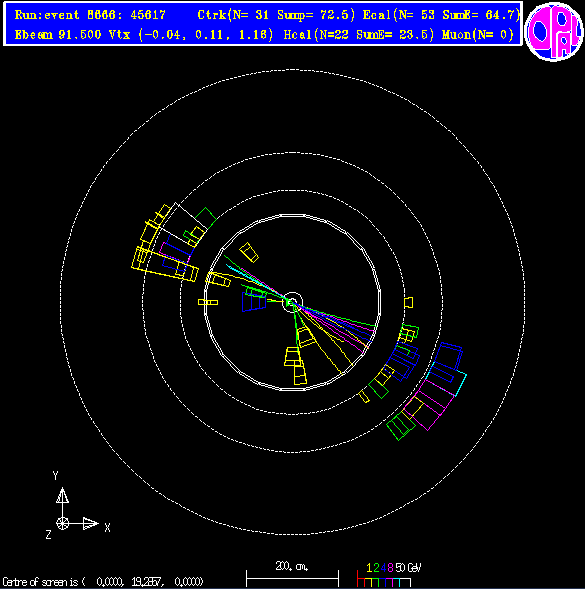 Run:event 8666: 45617 Ctrk(N= 31 Sump= 72.5) Ecal(N= 53 SumE= 64.7)
Ebeam 91.500 Vtx (-0.04, 0.11, 1.16) Hcal(N=22 SumE= 23.5) Muon(N= 0)
OPAL
Y
X
Z
200. cm.
1 2 4 8 50 GeV
Centre of screen is ( 0.0000, 19.2857, 0.0000)